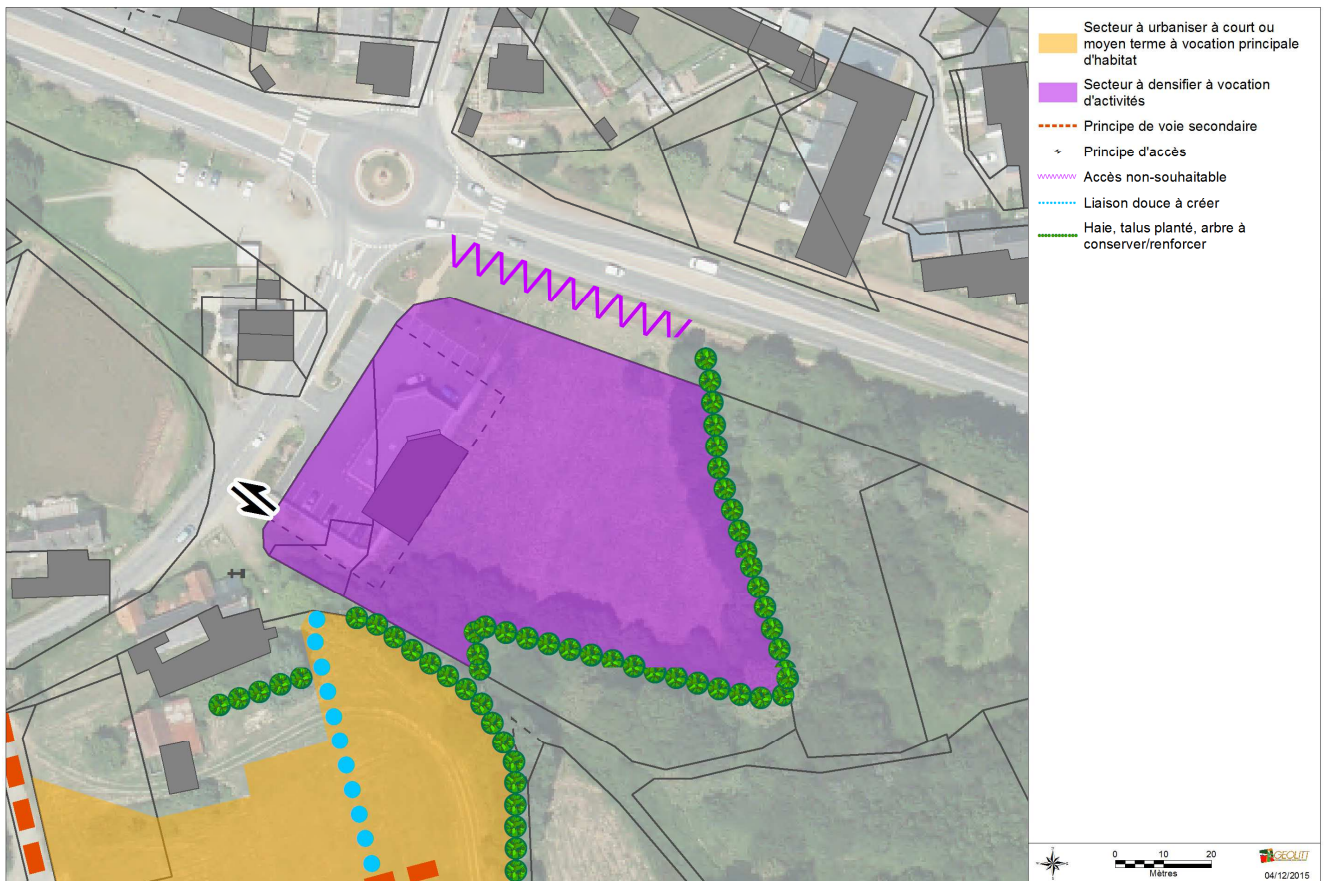 Secteur à urbaniser à court ou
moyen terme à vocation principale
d'habitat
Secteur à densifier à vocation
d'activités
Principe de voie secondaire
Principe d'accès
Accès non-souhaitable
Liaison douce à créer
Haie, talus planté, arbre à
conserver/renforcer
0 10 20
Mètres
GEOLITT
04/12/2015